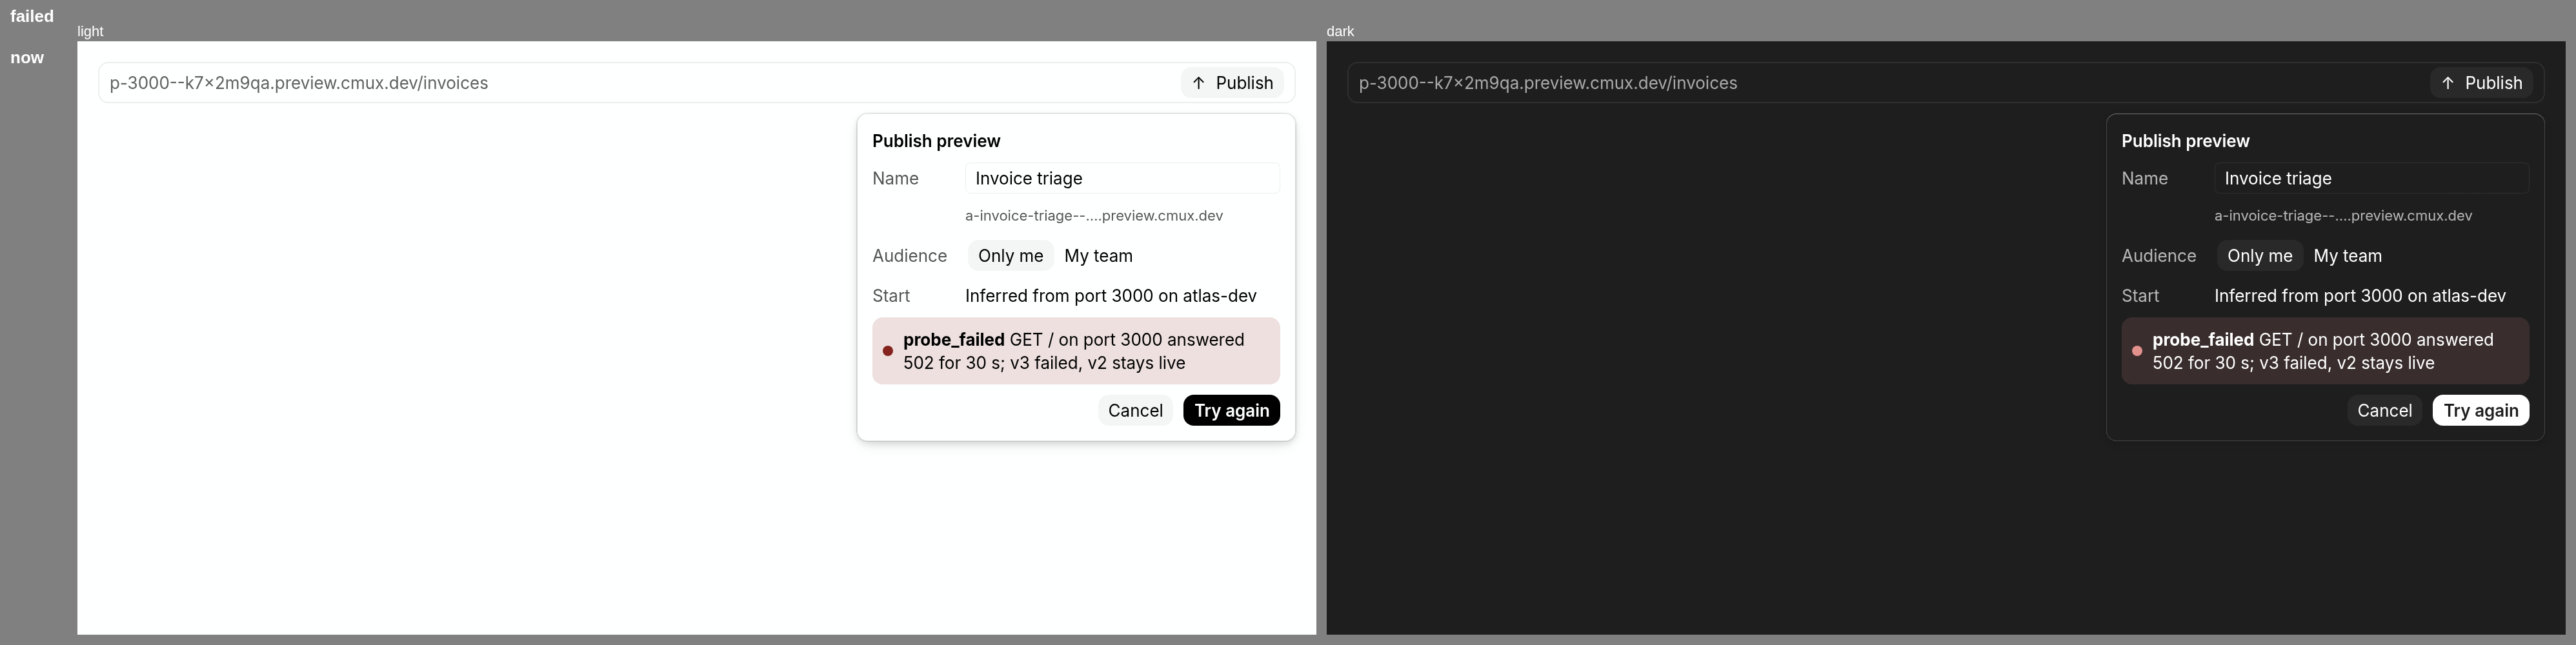 failed
now
light
p-3000--k7×2m9qa.preview.cmux.dev/invoices
↑ Publish
Publish preview
Name Invoice triage
a-invoice-triage--....preview.cmux.dev
Audience Only me My team
Start Inferred from port 3000 on atlas-dev
probe_failed GET / on port 3000 answered
502 for 30 s; v3 failed, v2 stays live
Cancel Try again
dark
p-3000--k7×2m9qa.preview.cmux.dev/invoices
↑ Publish
Publish preview
Name Invoice triage
a-invoice-triage--....preview.cmux.dev
Audience Only me My team
Start Inferred from port 3000 on atlas-dev
probe_failed GET / on port 3000 answered
502 for 30 s; v3 failed, v2 stays live
Cancel Try again